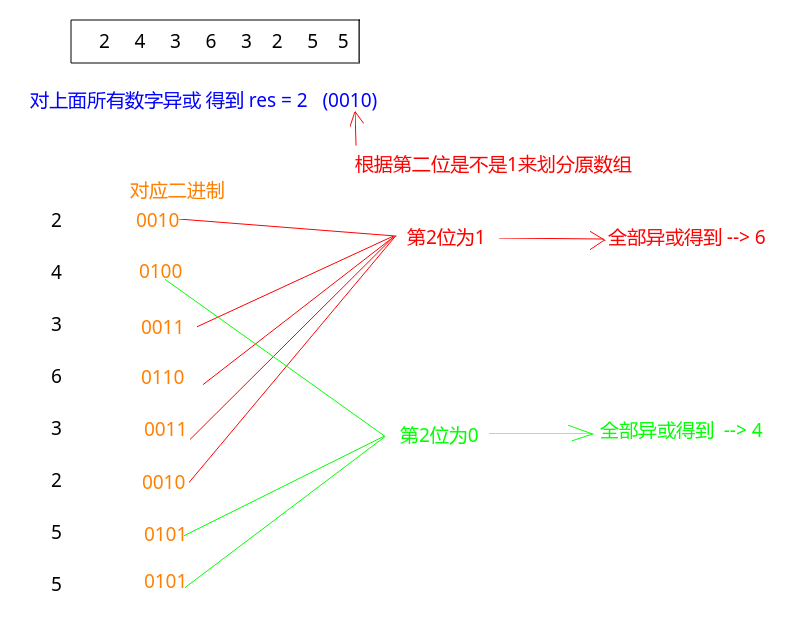 2 4 3 6 3 2 5 5
对上面所有数字异或 得到 res = 2 (0010)
根据第二位是不是1来划分原数组
对应二进制
2 0010
第2位为1 全部异或得到 --> 6
4 0100
3 0011
6 0110
3 0011
第2位为0 全部异或得到 --> 4
2 0010
5 0101
5 0101